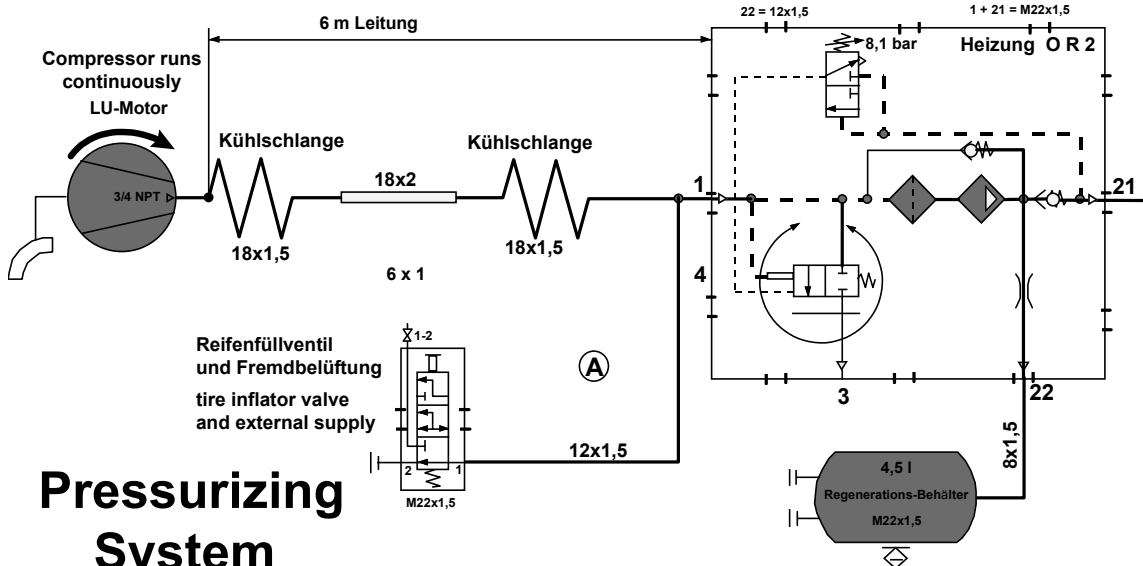 22 = 12x1,5
1 + 21 = M22x1,5
6 m Leitung
8,1 bar
Heizung O R 2
Compressor runs
continuously
LU-Motor
Kühlschlange
Kühlschlange
3/4 NPT
18x2
1
21
18x1,5
18x1,5
6 x 1
4
1-2
Reifenfüllventil
und Fremdbelüftung
A
tire inflator valve
and external supply
3
22
12x1,5
8x1,5
2
1
4,5 l
Regenerations-Behälter
M22x1,5
M22x1,5
Pressurizing
System